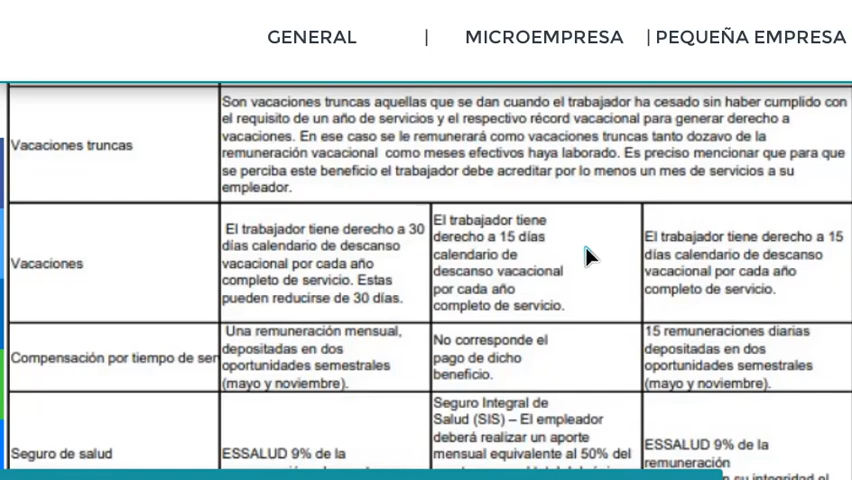 GENERAL | MICROEMPRESA | PEQUEÑA EMPRESA
Vacaciones truncas
Son vacaciones truncas aquellas que se dan cuando el trabajador ha cesado sin haber cumplido con
el requisito de un año de servicios y el respectivo récord vacacional para generar derecho a
vacaciones. En ese caso se le remunerará como vacaciones truncas tanto dozavo de la
remuneración vacacional como meses efectivos haya laborado. Es preciso mencionar que para que
se perciba este beneficio el trabajador debe acreditar por lo menos un mes de servicios a su
empleador.
Vacaciones
El trabajador tiene derecho a 30
días calendario de descanso
vacacional por cada año
completo de servicio. Estas
pueden reducirse de 30 días.
El trabajador tiene
derecho a 15 días
calendario de
descanso vacacional
por cada año
completo de servicio.
El trabajador tiene derecho a 15
días calendario de descanso
vacacional por cada año
completo de servicio.
Compensación por tiempo de ser
Una remuneración mensual,
depositadas en dos
oportunidades semestrales
(mayo y noviembre).
No corresponde el
pago de dicho
beneficio.
15 remuneraciones diarias
depositadas en dos
oportunidades semestrales
(mayo y noviembre).
Seguro de salud
ESSALUD 9% de la
Seguro Integral de
Salud (SIS) – El empleador
deberá realizar un aporte
mensual equivalente al 50% del
ESSALUD 9% de la
remuneración
su integridad el